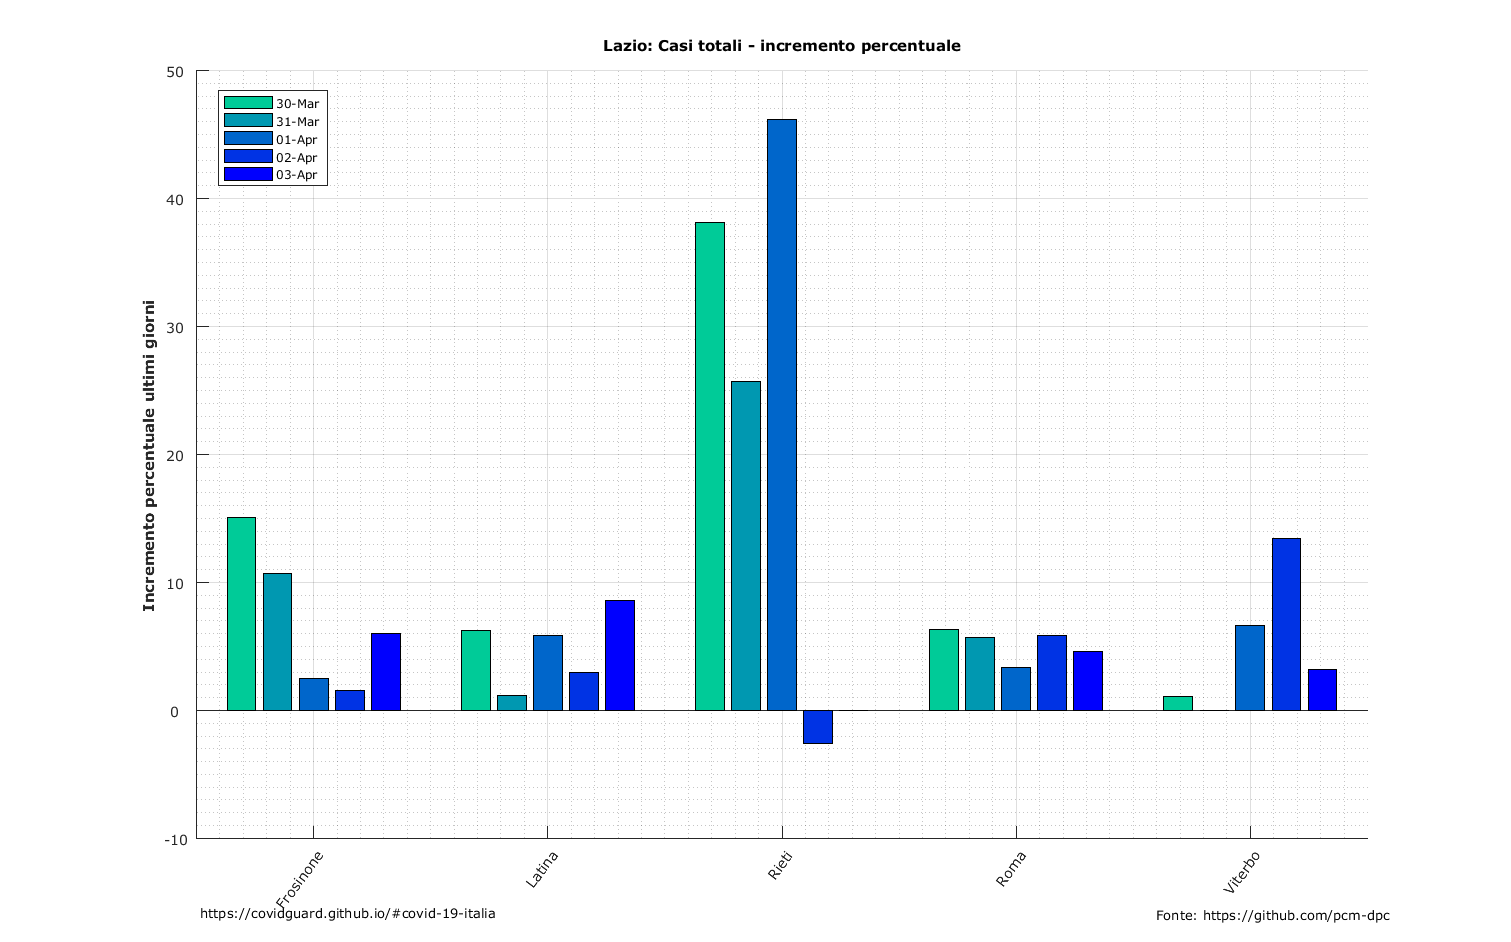 Lazio: Casi totali - incremento percentuale
Incremento percentuale ultimi giorni
50
40
30
20
10
0
-10
30-Mar
31-Mar
01-Apr
02-Apr
03-Apr
Frosinone
Latina
Rieti
Roma
Viterbo
https://covidguard.github.io/#covid-19-italia
Fonte: https://github.com/pcm-dpc